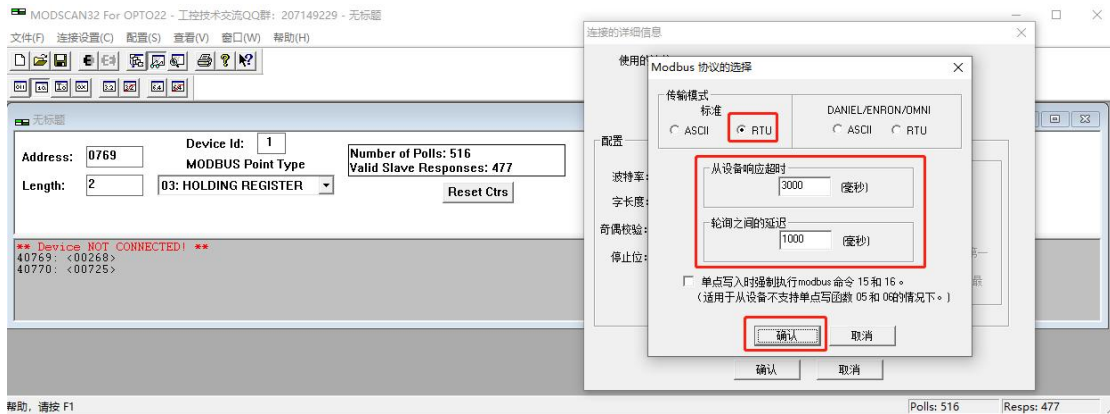 MODSCAN32 For OPTO22 - 工控技术交流QQ群：207149229 - 无标题
文件(F) 连接设置(C) 配置(S) 查看(V) 窗口(W) 帮助(H)
无标题
Address: 0769
Length: 2
Device Id: 1
MODBUS Point Type
03: HOLDING REGISTER
Number of Polls: 516
Valid Slave Responses: 477
Reset Ctrs
** Device NOT CONNECTED! **
40769: <00268>
40770: <00725>
连接的详细信息
配置
波特率:
字长度:
奇偶校验:
停止位:
确认 取消
Modbus 协议的选择
传输模式
标准
ASCII RTU
DANIEL/ENRON/OMNI
ASCII RTU
从设备响应超时
3000 (毫秒)
轮询之间的延迟
1000 (毫秒)
单点写入时强制执行modbus 命令 15和 16。
(适用于从设备不支持单点写函数 05和 06的情况下。)
确认 取消
帮助, 请按 F1
Polls: 516
Resps: 477